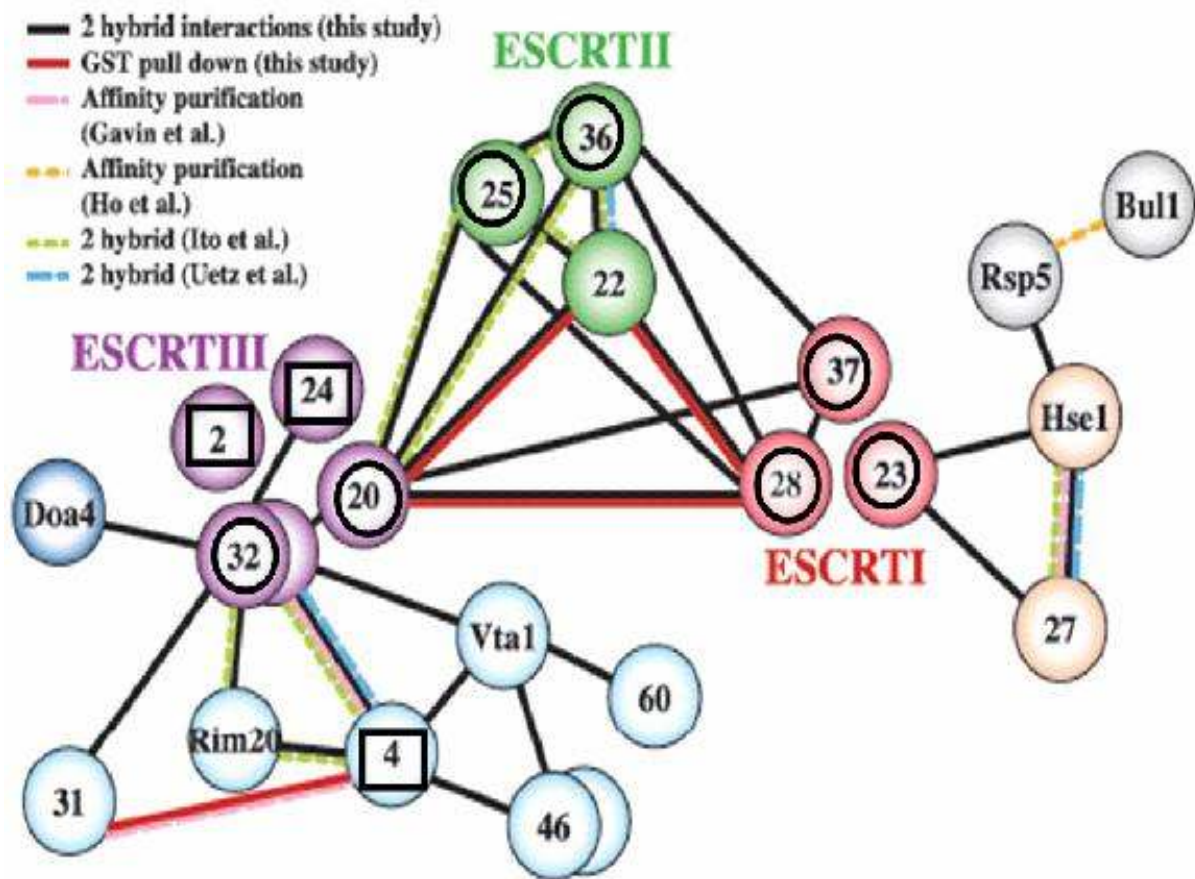 2 hybrid interactions (this study)
GST pull down (this study)
Affinity purification
(Gavin et al.)
Affinity purification
(Ho et al.)
2 hybrid (Ito et al.)
2 hybrid (Uetz et al.)
ESCRTII
36
25
Bul1
Rsp5
22
ESCRTIII
24
37
2
Hse1
20
28
23
Doa4
32
ESCRTI
27
Vta1
60
Rim20
4
31
46